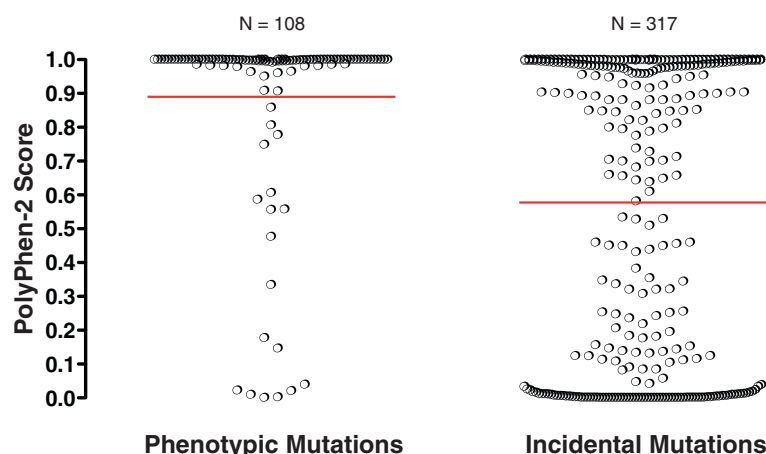 N = 108
N = 317
PolyPhen-2 Score
1.0
0.9
0.8
0.7
0.6
0.5
0.4
0.3
0.2
0.1
0.0
Phenotypic Mutations
Incidental Mutations